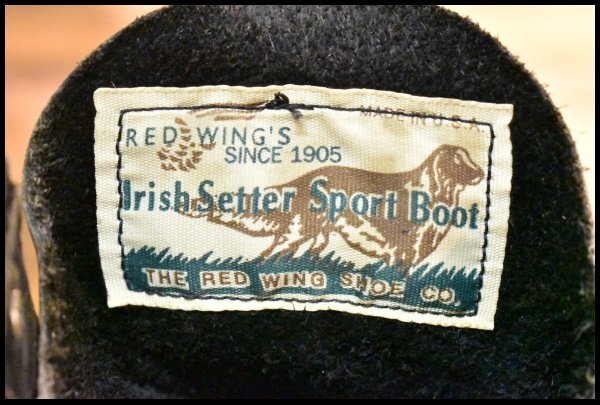 MADE IN U.S.A.
RED WING'S
SINCE 1905
Irish Setter Sport Boot
THE RED WING SHOE CO.